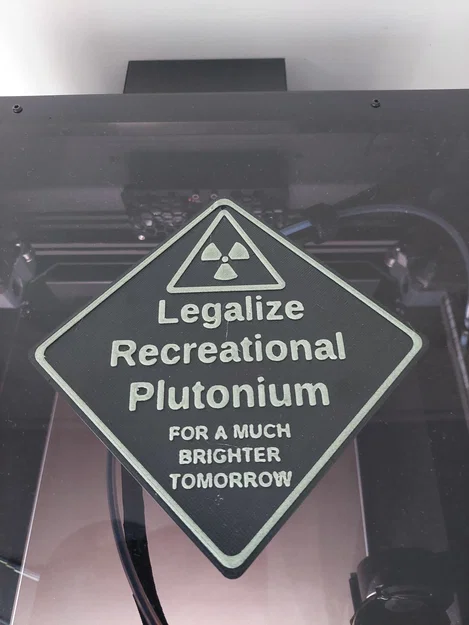 Legalize
Recreational
Plutonium
FOR A MUCH
BRIGHTER
TOMORROW